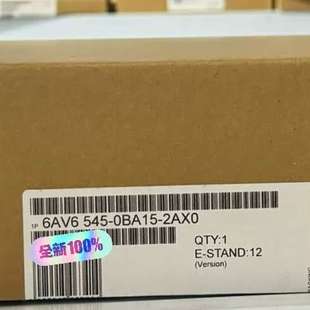 1P 6AV6 545-0BA15-2AX0
全新100%
QTY:1
E-STAND:12
(Version)